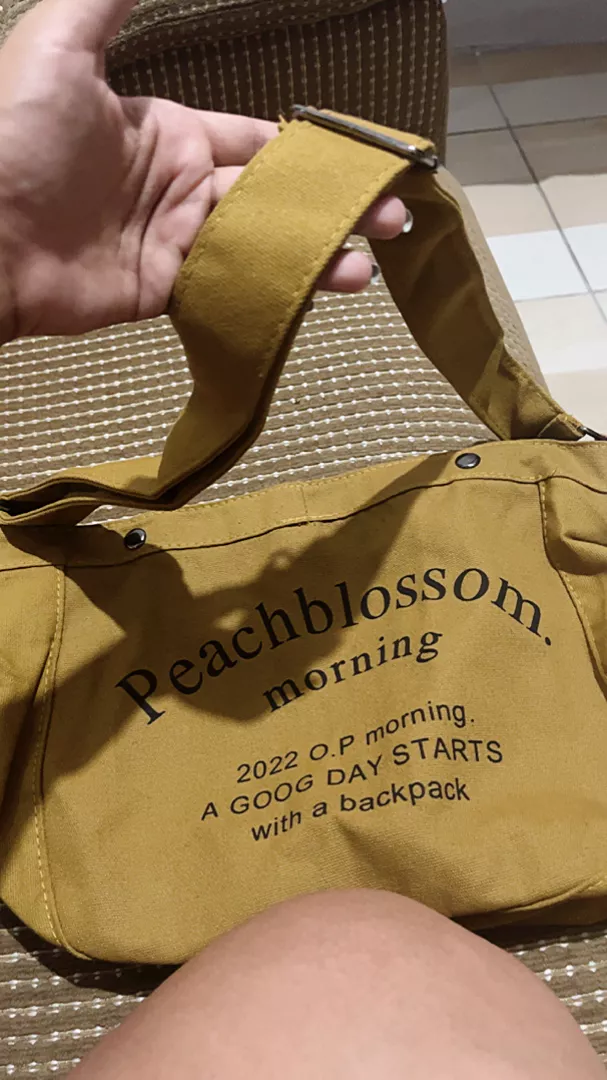 Peachblossom.
morning
2022 O.P morning.
A GOOG DAY STARTS
with a backpack